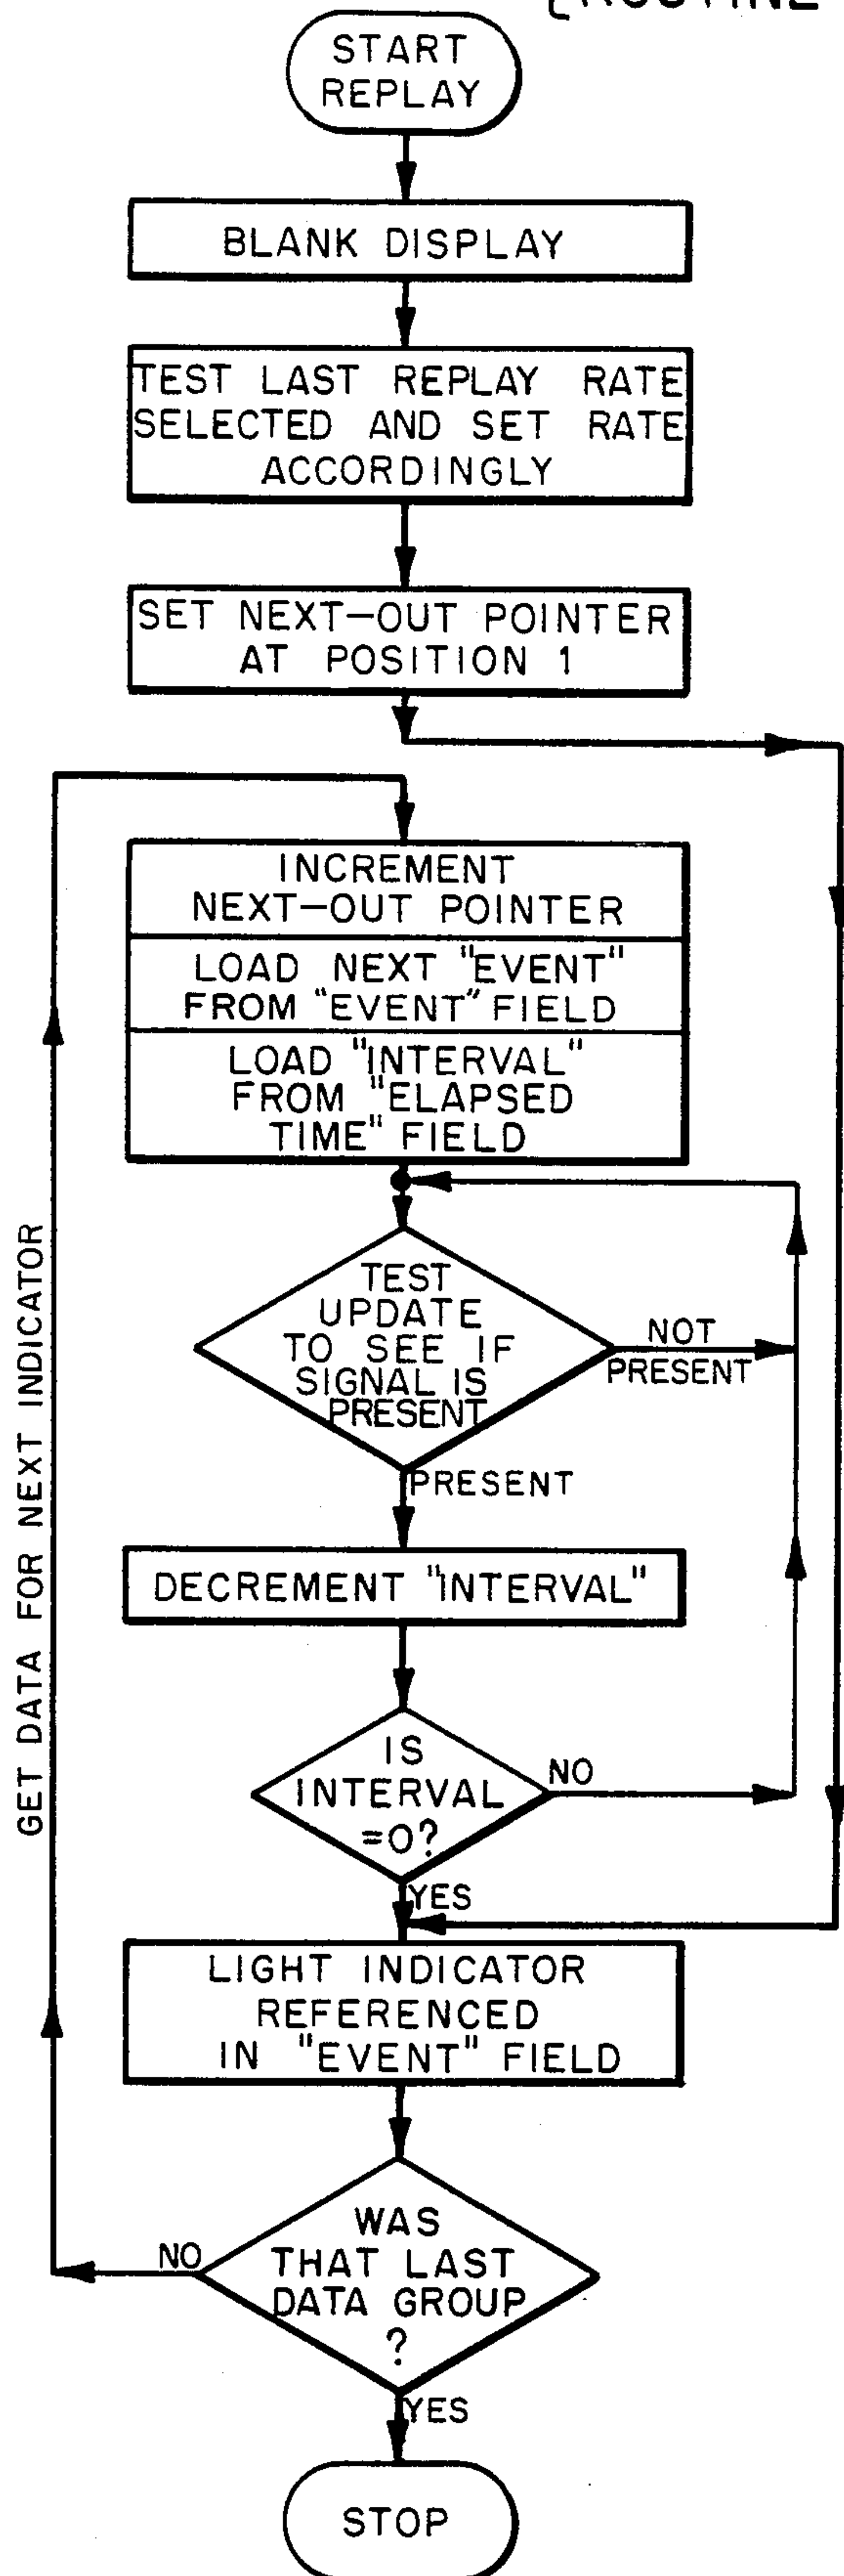 ROUTINE
START
REPLAY
BLANK DISPLAY
TEST LAST REPLAY RATE
SELECTED AND SET RATE
ACCORDINGLY
SET NEXT-OUT POINTER
AT POSITION 1
INCREMENT
NEXT-OUT POINTER
LOAD NEXT "EVENT"
FROM "EVENT" FIELD
LOAD "INTERVAL"
FROM "ELAPSED
TIME" FIELD
TEST
UPDATE
TO SEE IF
SIGNAL IS
PRESENT
NOT
PRESENT
PRESENT
DECREMENT "INTERVAL"
IS
INTERVAL
=0?
NO
YES
LIGHT INDICATOR
REFERENCED
IN "EVENT" FIELD
WAS
THAT LAST
DATA GROUP
?
NO
YES
STOP
GET DATA FOR NEXT INDICATOR